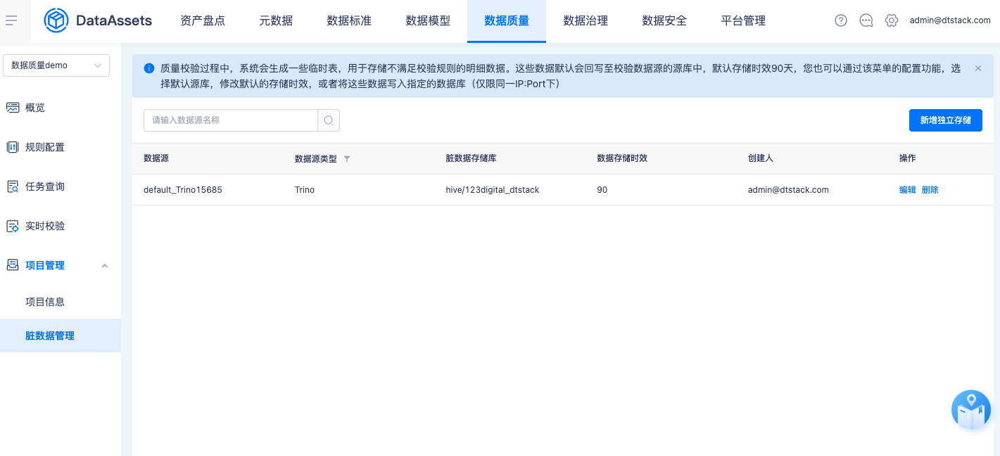 DataAssets 资产盘点 元数据 数据标准 数据模型 数据质量 数据治理 数据安全 平台管理 admin@dtstack.com
数据质量demo
概览
规则配置
任务查询
实时校验
项目管理
项目信息
脏数据管理
质量校验过程中，系统会生成一些临时表，用于存储不满足校验规则的明细数据。这些数据默认会回写至校验数据源的源库中，默认存储时效90天，您也可以通过该菜单的配置功能，选
择默认源库，修改默认的存储时效，或者将这些数据写入指定的数据库（仅限同一IP:Port下）
请输入数据源名称 新增独立存储
数据源 数据源类型 脏数据存储库 数据存储时效 创建人 操作
default_Trino15685 Trino hive/123digital_dtstack 90 admin@dtstack.com 编辑 删除